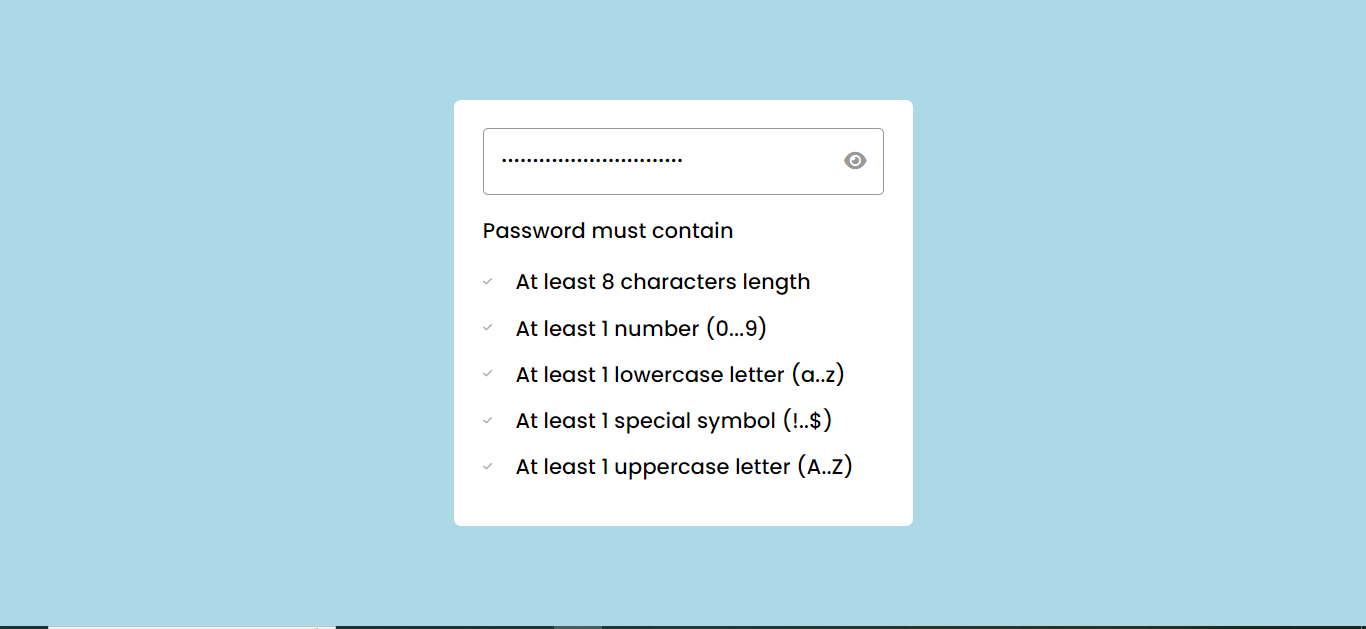 Password must contain
At least 8 characters length
At least 1 number (0...9)
At least 1 lowercase letter (a..z)
At least 1 special symbol (!..$)
At least 1 uppercase letter (A..Z)